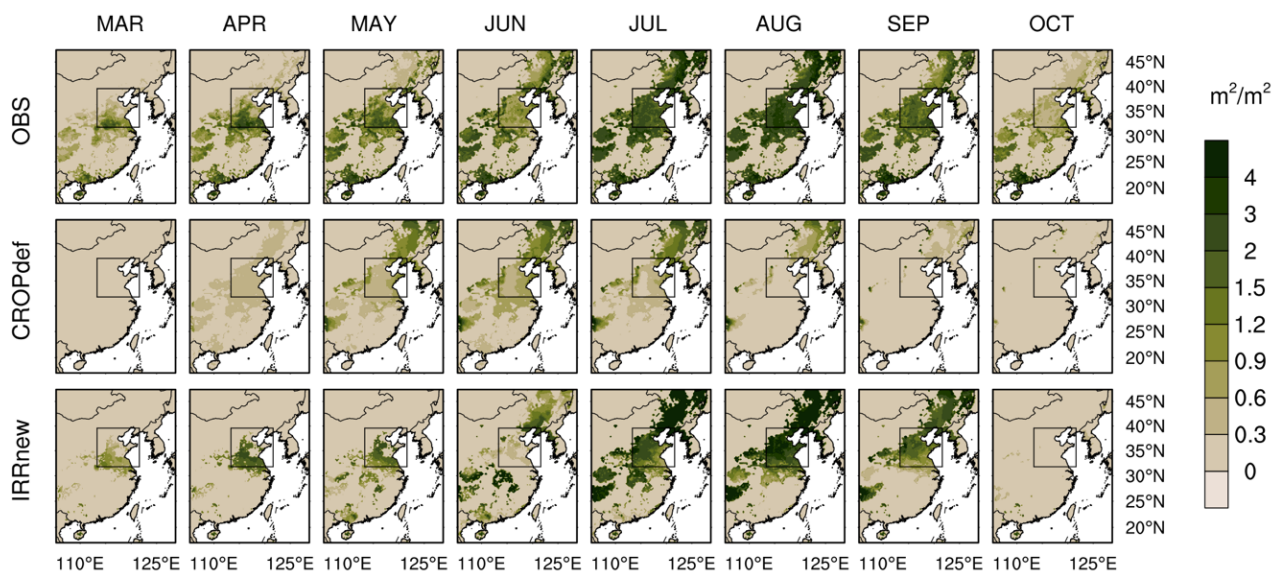 MAR APR MAY JUN JUL AUG SEP OCT
OBS
45°N
40°N
35°N
30°N
25°N
20°N
CROPdef
45°N
40°N
35°N
30°N
25°N
20°N
IRRnew
45°N
40°N
35°N
30°N
25°N
20°N
110°E 125°E 110°E 125°E 110°E 125°E 110°E 125°E 110°E 125°E 110°E 125°E 110°E 125°E 110°E 125°E
m²/m²
4
3
2
1.5
1.2
0.9
0.6
0.3
0